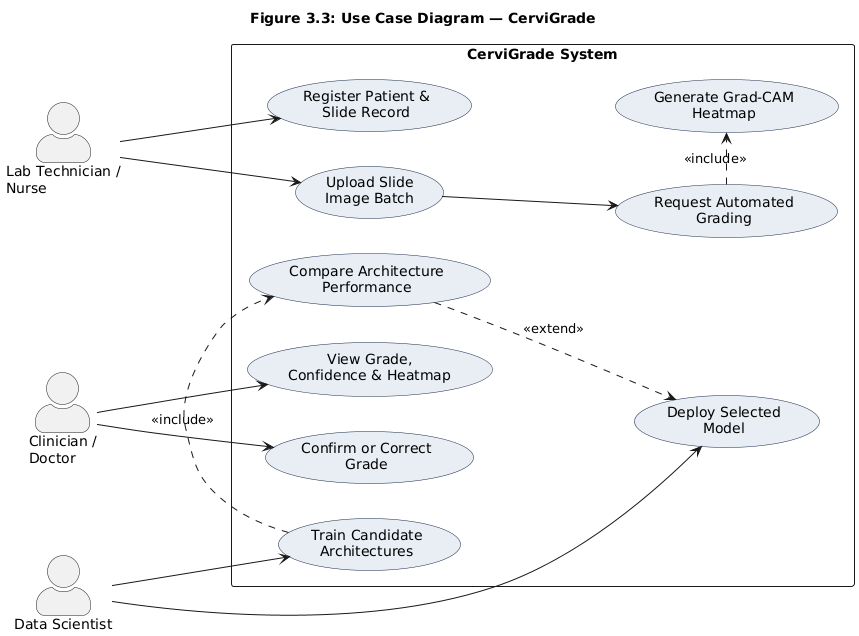 Figure 3.3: Use Case Diagram — CerviGrade
CerviGrade System
Register Patient &
Slide Record
Generate Grad-CAM
Heatmap
«include»
Lab Technician /
Nurse
Upload Slide
Image Batch
Request Automated
Grading
Compare Architecture
Performance
«extend»
View Grade,
Confidence & Heatmap
«include»
Clinician /
Doctor
Deploy Selected
Model
Confirm or Correct
Grade
Train Candidate
Architectures
Data Scientist